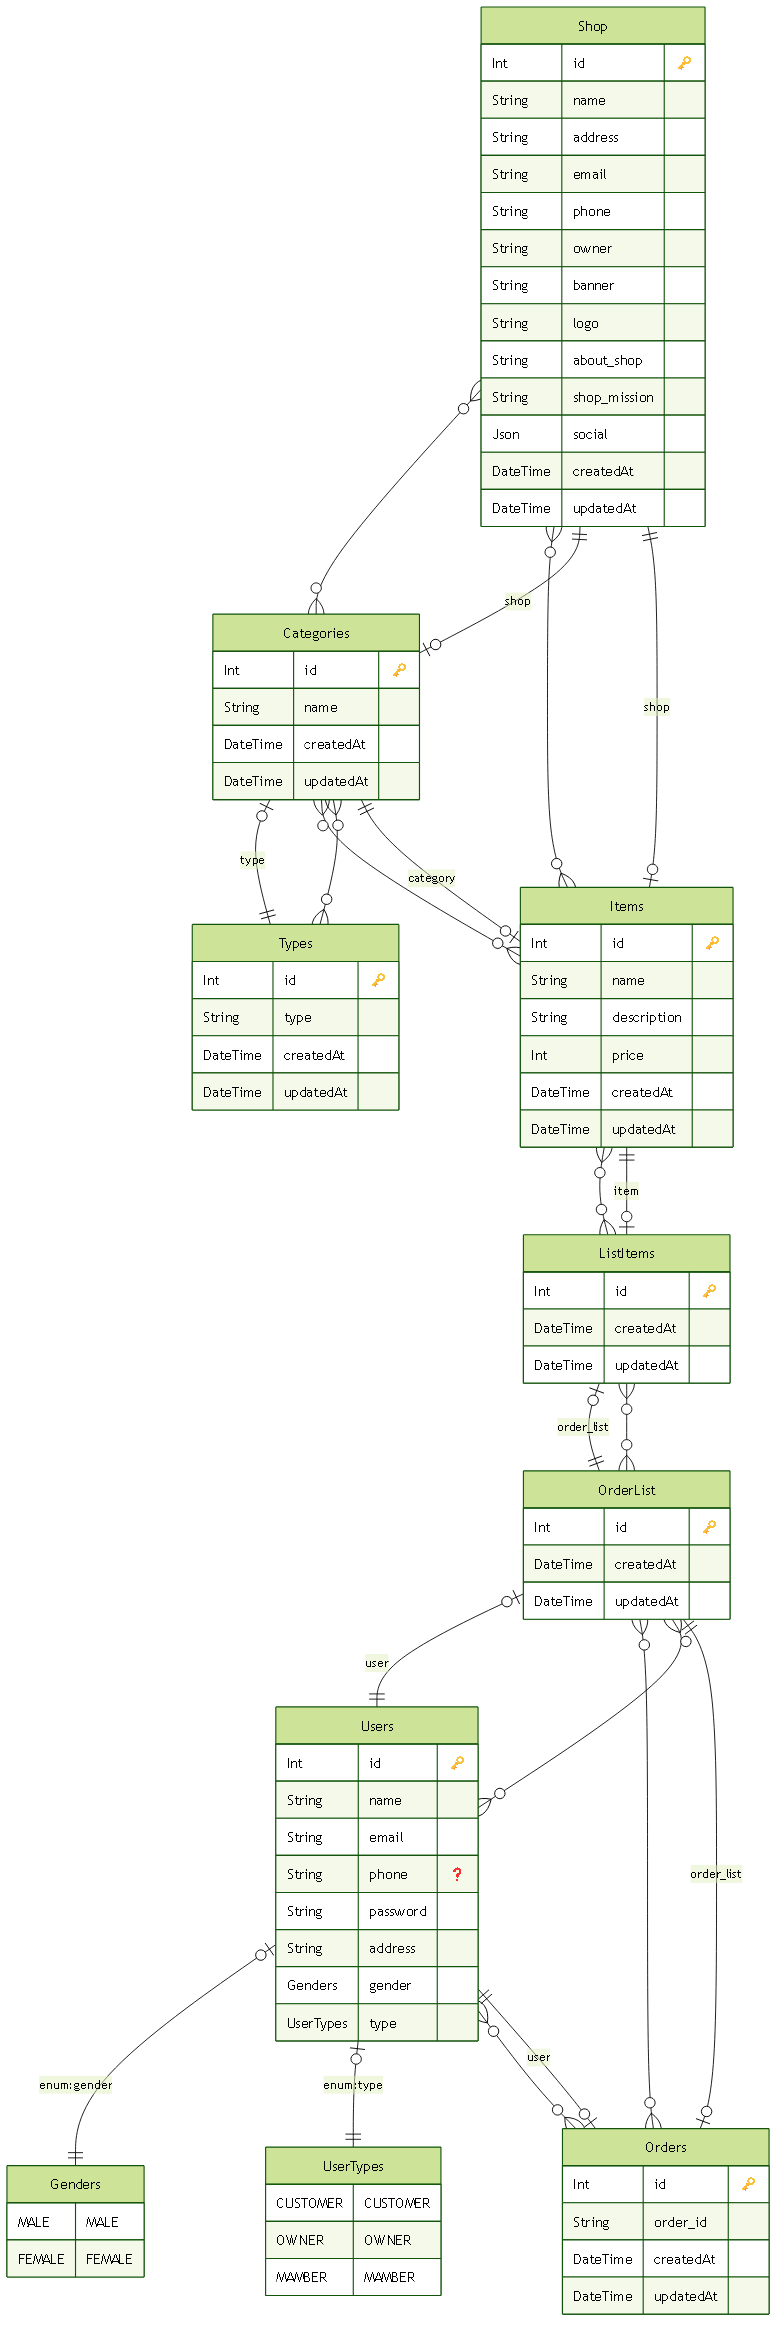 Shop
Int id
String name
String address
String email
String phone
String owner
String banner
String logo
String about_shop
String shop_mission
Json social
DateTime createdAt
DateTime updatedAt
shop
shop
Categories
Int id
String name
DateTime createdAt
DateTime updatedAt
type
category
Items
Int id
String name
String description
Int price
DateTime createdAt
DateTime updatedAt
Types
Int id
String type
DateTime createdAt
DateTime updatedAt
item
ListItems
Int id
DateTime createdAt
DateTime updatedAt
order_list
OrderList
Int id
DateTime createdAt
DateTime updatedAt
user
Users
Int id
String name
String email
String phone ?
String password
String address
Genders gender
UserTypes type
order_list
user
enum:gender
enum:type
Genders
MALE MALE
FEMALE FEMALE
UserTypes
CUSTOMER CUSTOMER
OWNER OWNER
MAMBER MAMBER
Orders
Int id
String order_id
DateTime createdAt
DateTime updatedAt